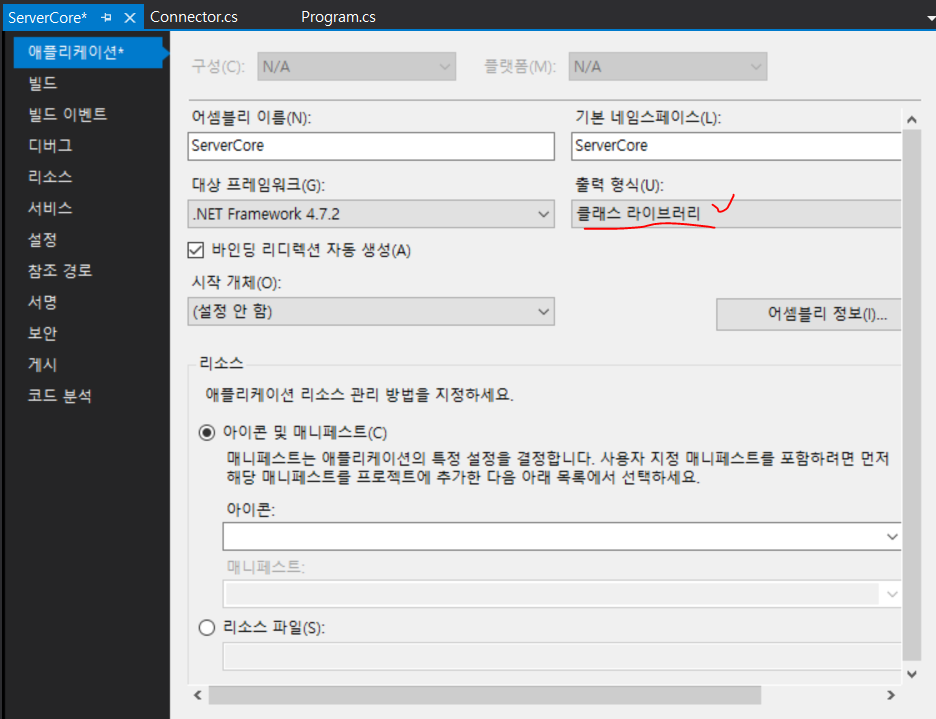 ServerCore*
Connector.cs
Program.cs
애플리케이션*
빌드
빌드 이벤트
디버그
리소스
서비스
설정
참조 경로
서명
보안
게시
코드 분석
구성(C):
N/A
플랫폼(M):
N/A
어셈블리 이름(N):
기본 네임스페이스(L):
ServerCore
ServerCore
대상 프레임워크(G):
출력 형식(U):
.NET Framework 4.7.2
클래스 라이브러리
바인딩 리디렉션 자동 생성(A)
시작 개체(O):
(설정 안 함)
어셈블리 정보(I)...
리소스
애플리케이션 리소스 관리 방법을 지정하세요.
아이콘 및 매니페스트(C)
매니페스트는 애플리케이션의 특정 설정을 결정합니다. 사용자 지정 매니페스트를 포함하려면 먼저
해당 매니페스트를 프로젝트에 추가한 다음 아래 목록에서 선택하세요.
아이콘:
매니페스트:
리소스 파일(S):